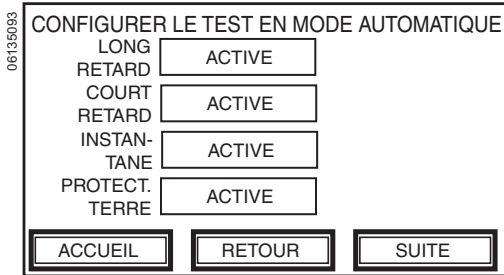 06135093
CONFIGURER LE TEST EN MODE AUTOMATIQUE
LONG
RETARD
ACTIVE
COURT
RETARD
ACTIVE
INSTAN-
TANE
ACTIVE
PROTECT.
TERRE
ACTIVE
ACCUEIL RETOUR SUITE